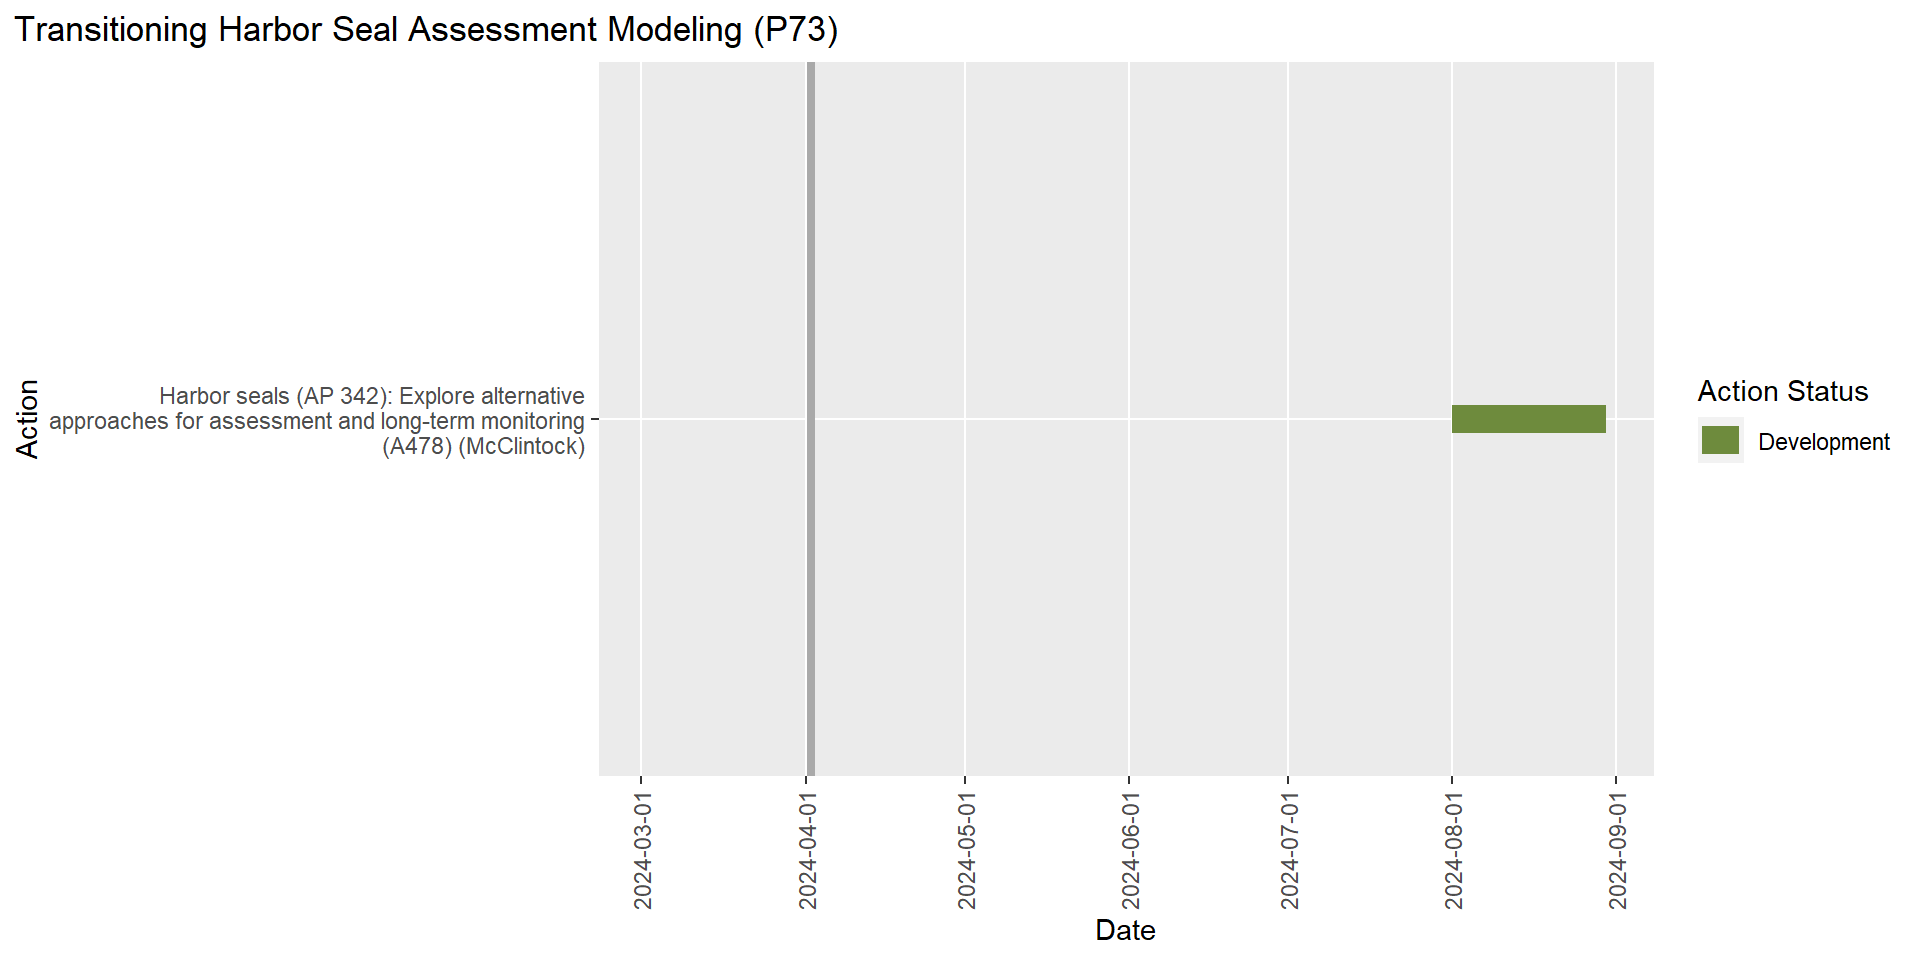 Transitioning Harbor Seal Assessment Modeling (P73)
Action
Harbor seals (AP 342): Explore alternative
approaches for assessment and long-term monitoring
(A478) (McClintock)
Action Status
Development
2024-03-01
2024-04-01
2024-05-01
2024-06-01
2024-07-01
2024-08-01
2024-09-01
Date